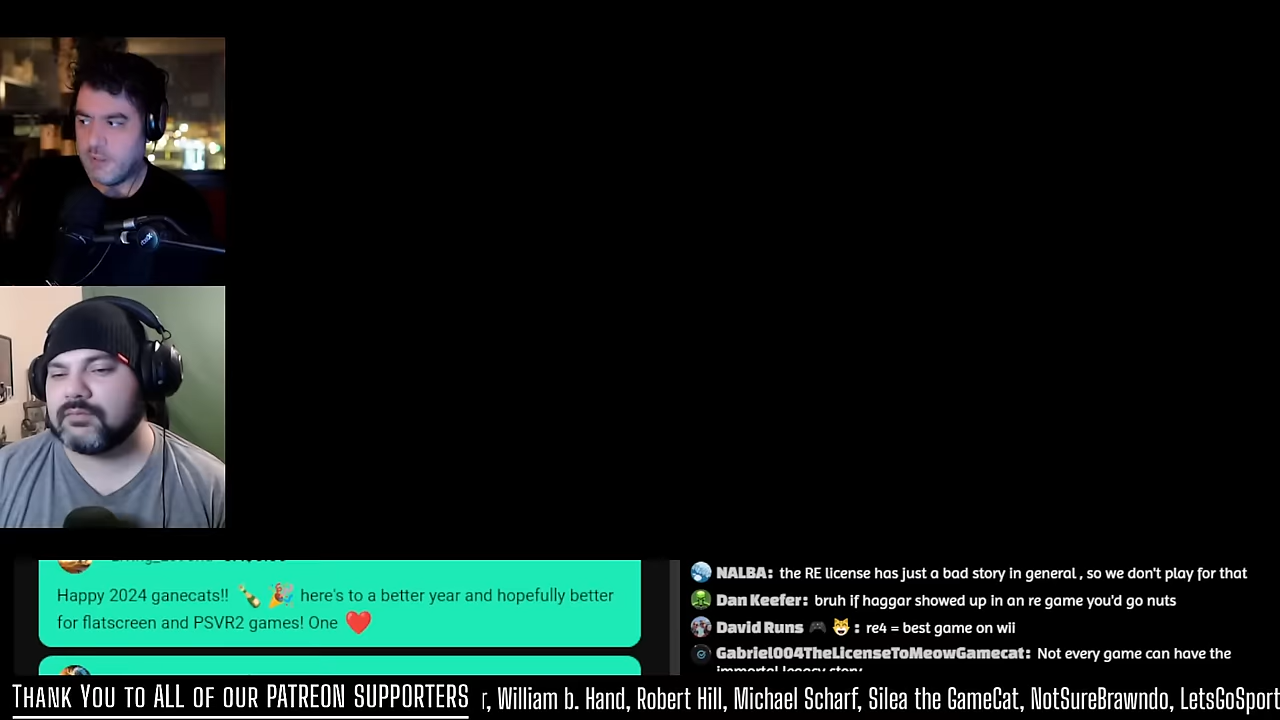 Happy 2024 ganecats!! 🍾 🎉 here's to a better year and hopefully better
for flatscreen and PSVR2 games! One ❤️
NALBA: the RE license has just a bad story in general , so we don't play for that
Dan Keefer: bruh if haggar showed up in an re game you'd go nuts
David Runs 🎮 😺 : re4 = best game on wii
Gabriel004TheLicenseToMeowGamecat: Not every game can have the
immortal legacy story
THANK YOU TO ALL OF OUR PATREON SUPPORTERS
r, William b. Hand, Robert Hill, Michael Scharf, Silea the GameCat, NotSureBrawndo, LetsGoSport